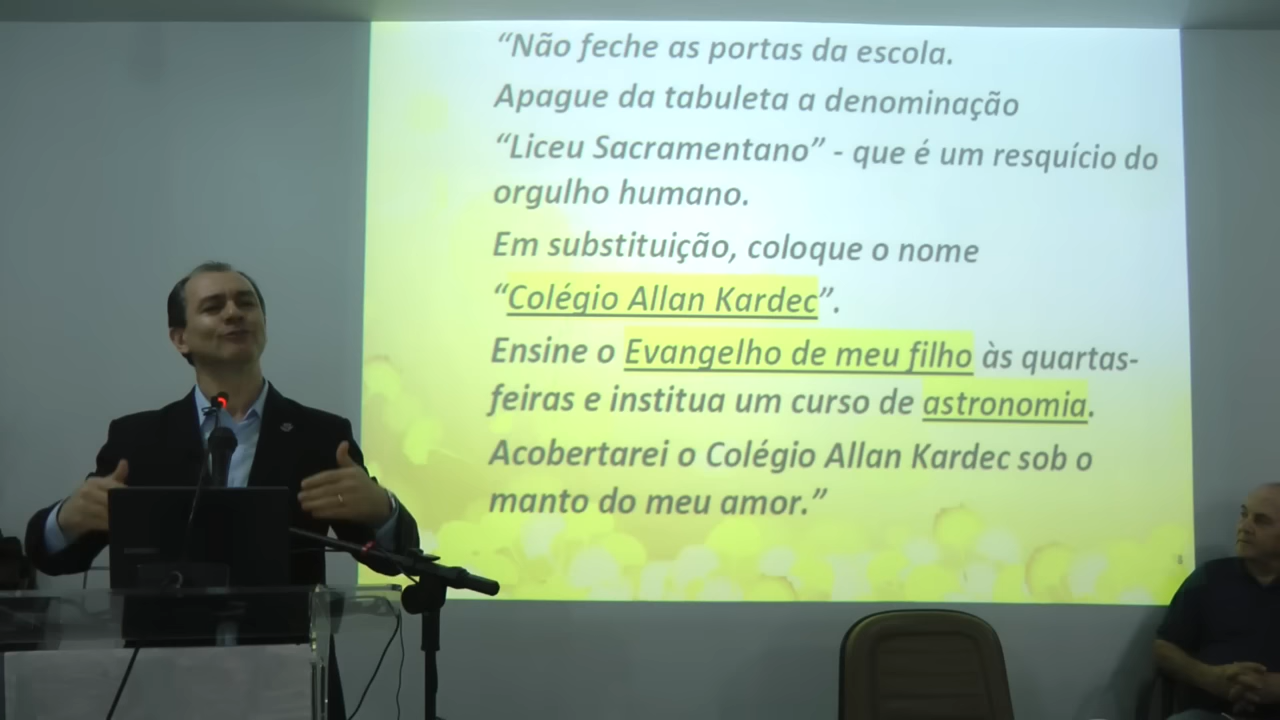 “Não feche as portas da escola.
Apague da tabuleta a denominação
“Liceu Sacramentano” - que é um resquício do
orgulho humano.
Em substituição, coloque o nome
“Colégio Allan Kardec”.
Ensine o Evangelho de meu filho às quartas-
feiras e institua um curso de astronomia.
Acobertarei o Colégio Allan Kardec sob o
manto do meu amor.”